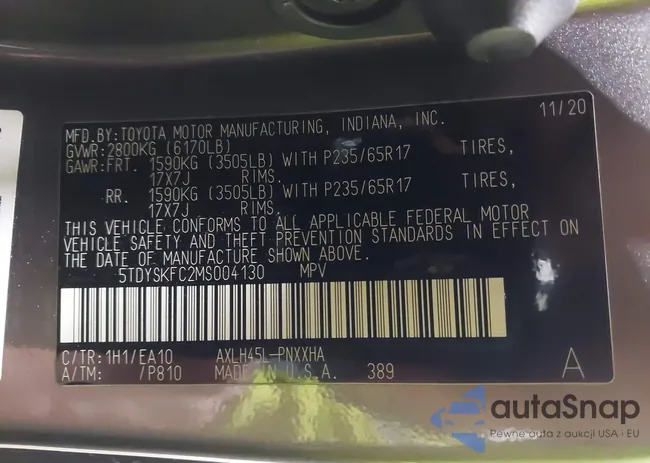 11/20
MFD.BY: TOYOTA MOTOR MANUFACTURING, INDIANA, INC.
GVWR: 2800KG (6170LB)
GAWR: FRT. 1590KG (3505LB) WITH P235/65R17 TIRES,
17X7J RIMS.
RR. 1590KG (3505LB) WITH P235/65R17 TIRES,
17X7J RIMS.
THIS VEHICLE CONFORMS TO ALL APPLICABLE FEDERAL MOTOR
VEHICLE SAFETY AND THEFT PREVENTION STANDARDS IN EFFECT ON
THE DATE OF MANUFACTURE SHOWN ABOVE.
5TDYSKFC2MS004130 MPV
C/TR: 1H1/EA10 AXLH45L-PNXXHA
A/TM: /P810 MADE IN U.S.A. 389 A
autaSnap
Pewne auta z aukcji USA i EU